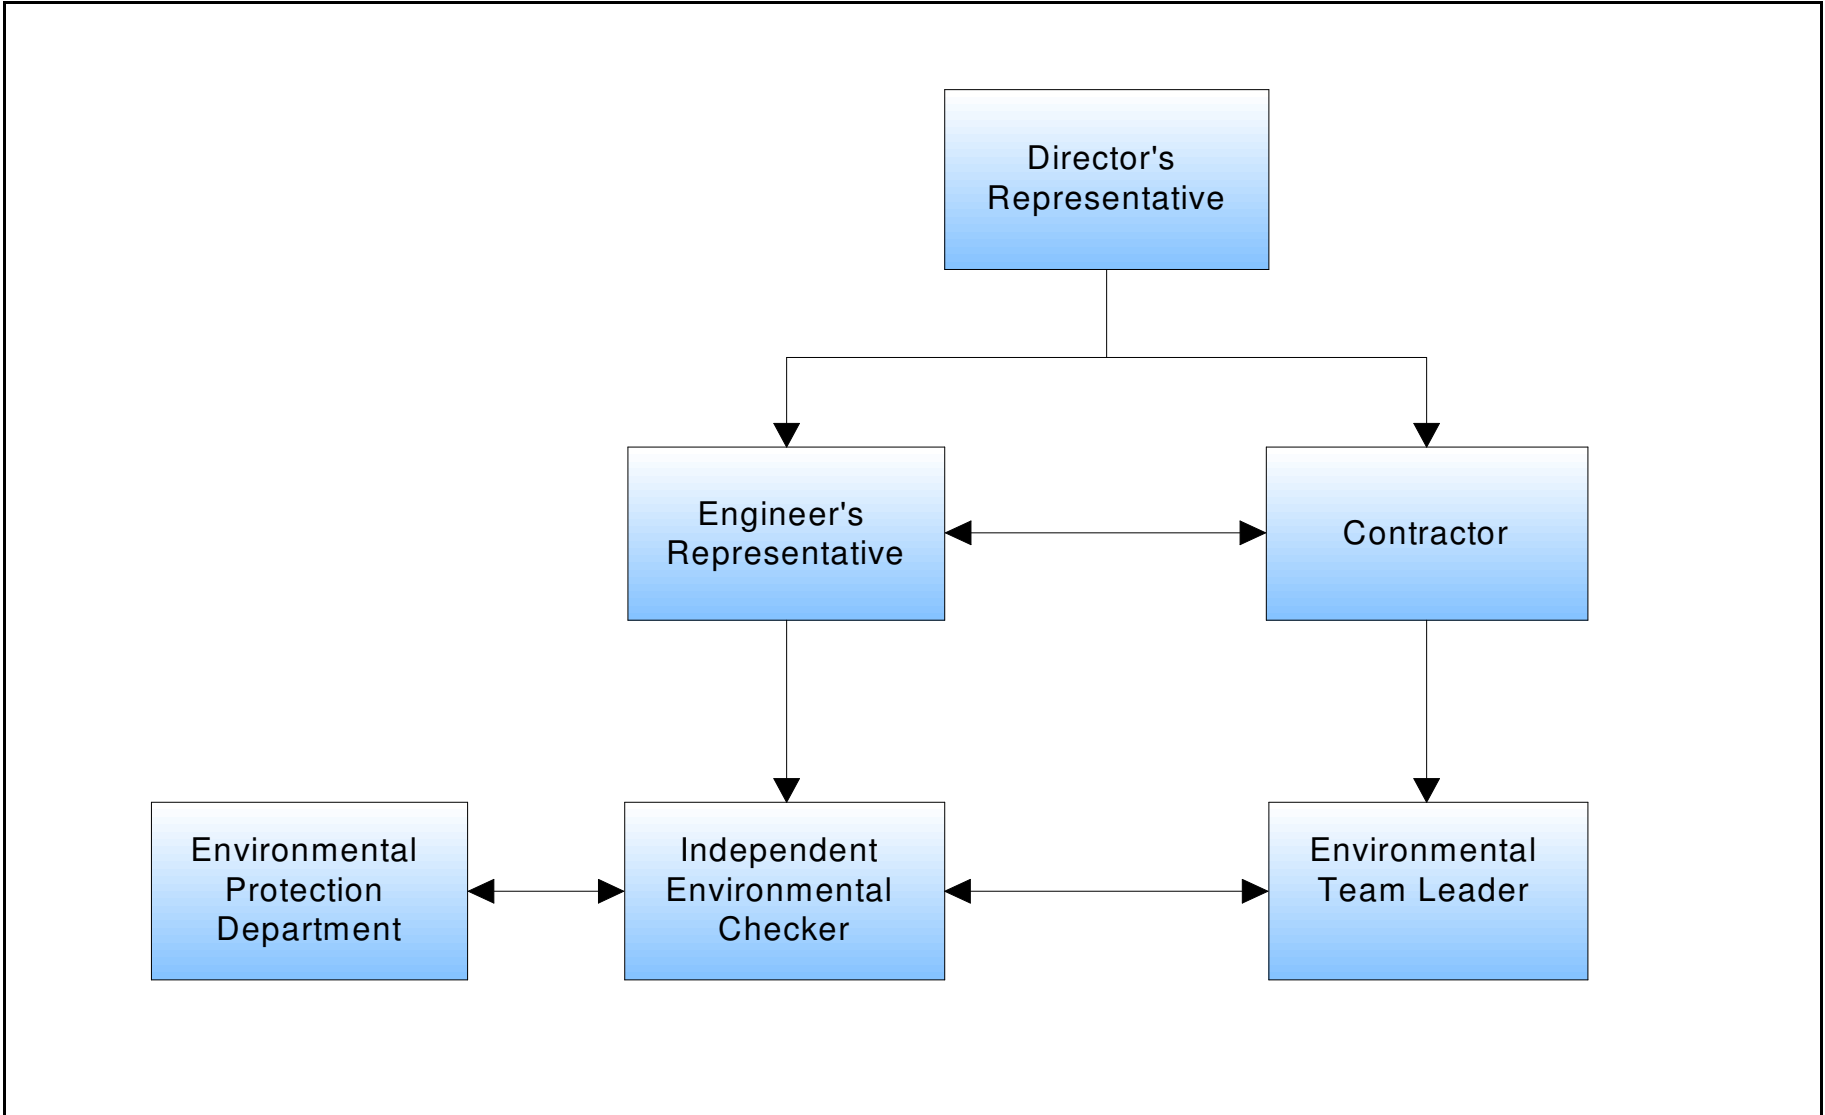 Director's
Representative
Engineer's
Representative
Contractor
Environmental
Protection
Department
Independent
Environmental
Checker
Environmental
Team Leader